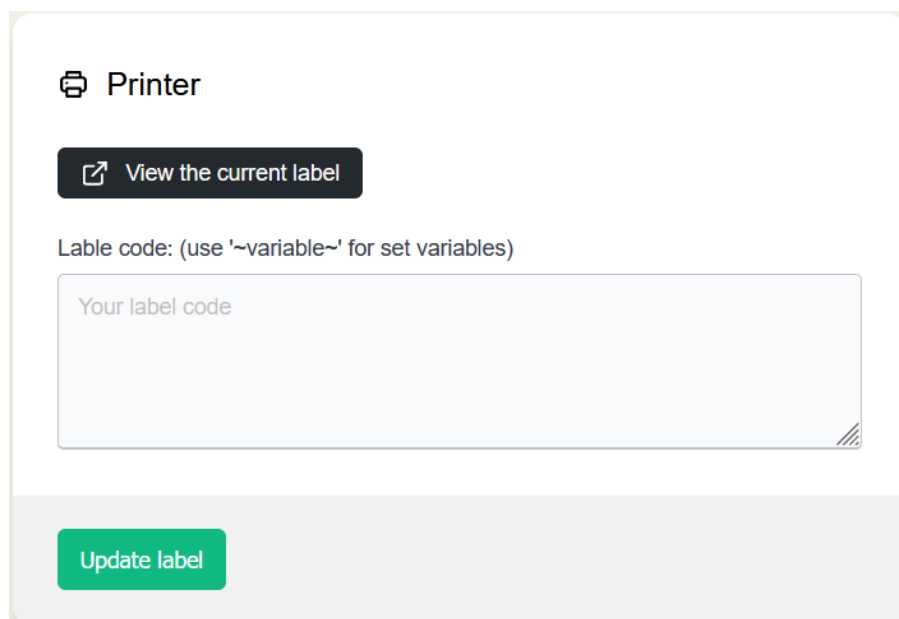 Printer
View the current label
Lable code: (use '~variable~' for set variables)
Your label code
Update label